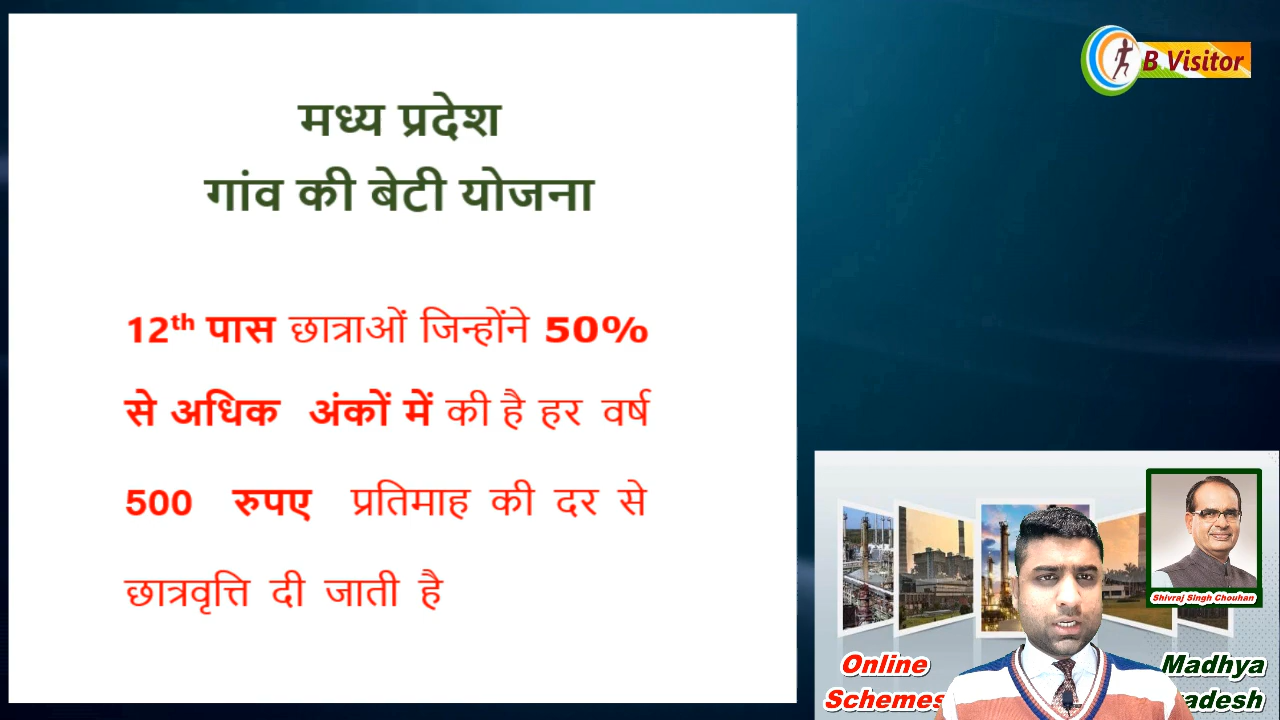 मध्य प्रदेश
गांव की बेटी योजना
12th पास छात्राओं जिन्होंने 50%
से अधिक अंकों में की है हर वर्ष
500 रुपए प्रतिमाह की दर से
छात्रवृत्ति दी जाती है
B Visitor
Shivraj Singh Chouhan
Online
Schemes
Madhya
adesh